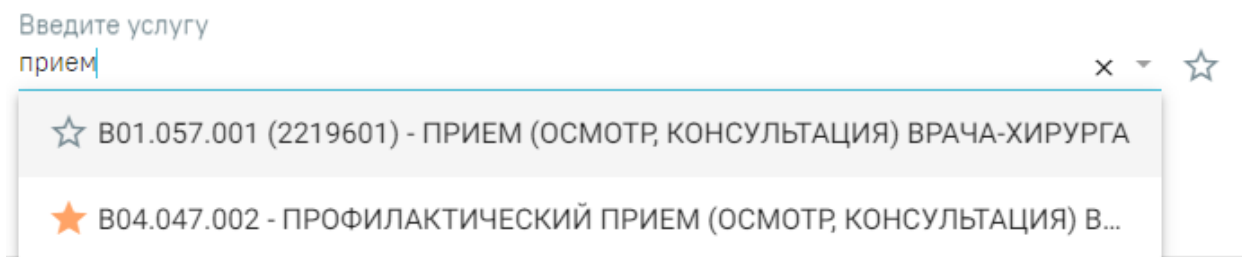 Введите услугу
прием
B01.057.001 (2219601) - ПРИЕМ (ОСМОТР, КОНСУЛЬТАЦИЯ) ВРАЧА-ХИРУРГА
B04.047.002 - ПРОФИЛАКТИЧЕСКИЙ ПРИЕМ (ОСМОТР, КОНСУЛЬТАЦИЯ) В...